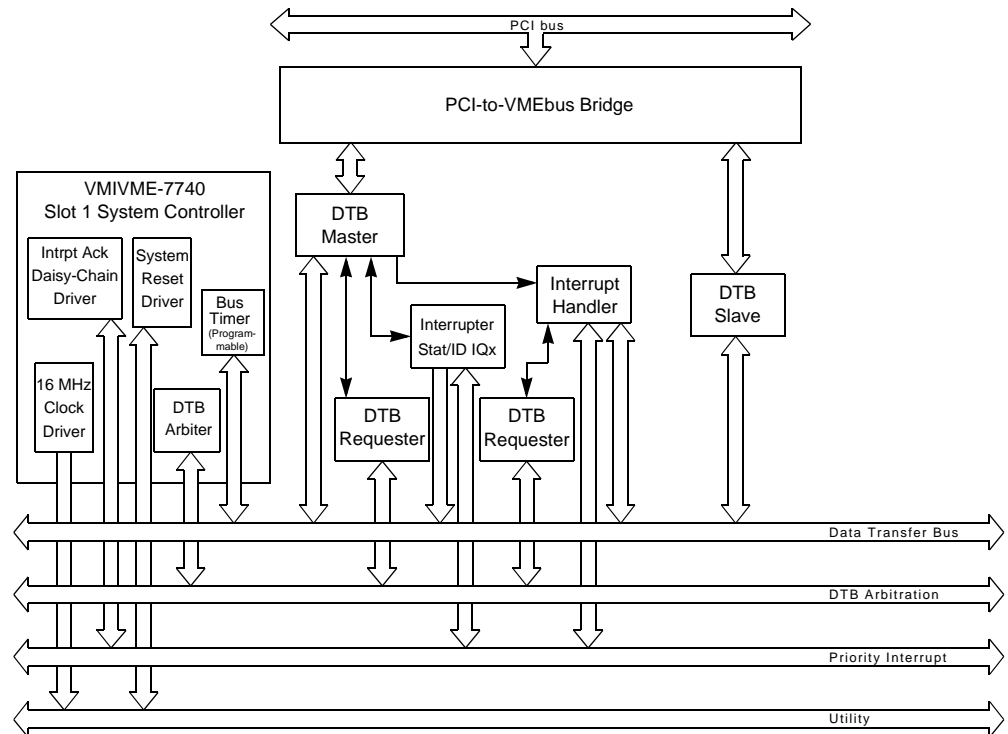 PCI bus
PCI-to-VMEbus Bridge
VMIVME-7740
Slot 1 System Controller
Intrpt Ack
Daisy-Chain
Driver
System
Reset
Driver
Bus
Timer
(Program-
mable)
16 MHz
Clock
Driver
DTB
Arbiter
DTB
Master
Interrupter
Stat/ID IQx
Interrupt
Handler
DTB
Slave
DTB
Requester
DTB
Requester
Data Transfer Bus
DTB Arbitration
Priority Interrupt
Utility